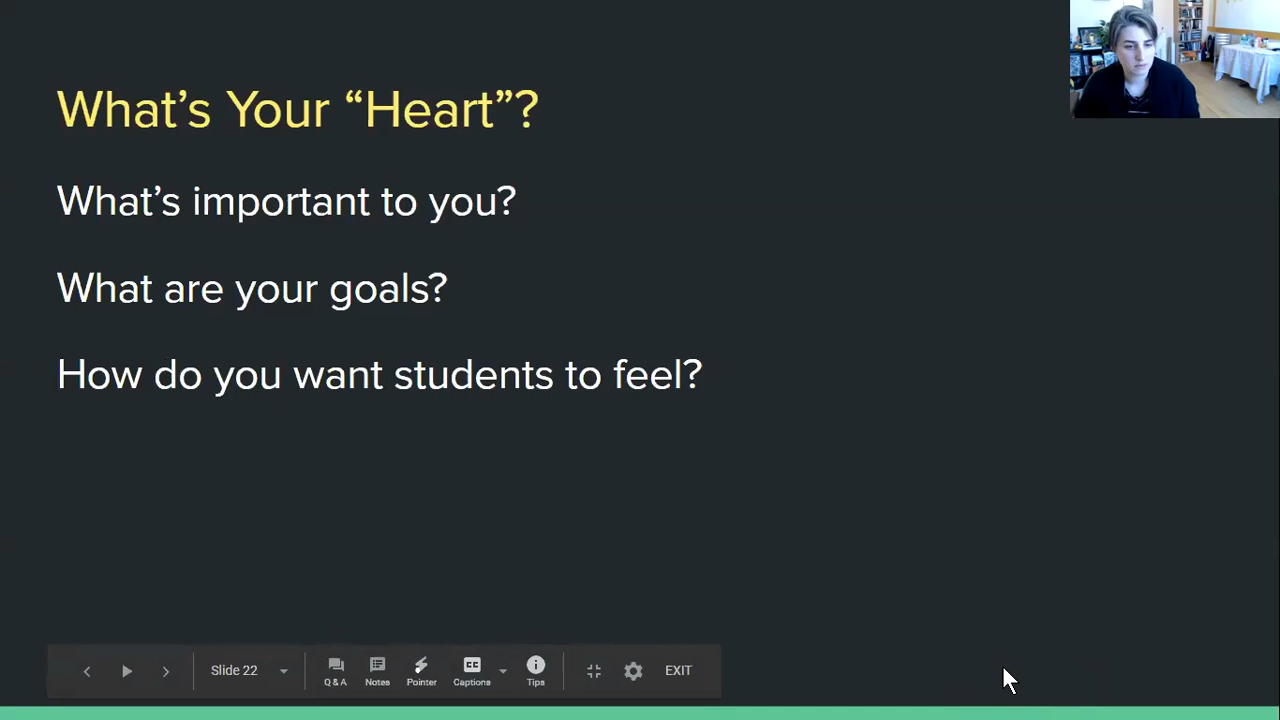 What's Your “Heart”?
What's important to you?
What are your goals?
How do you want students to feel?
Slide 22
Q & A
Notes
Pointer
CC
Captions
Tips
EXIT